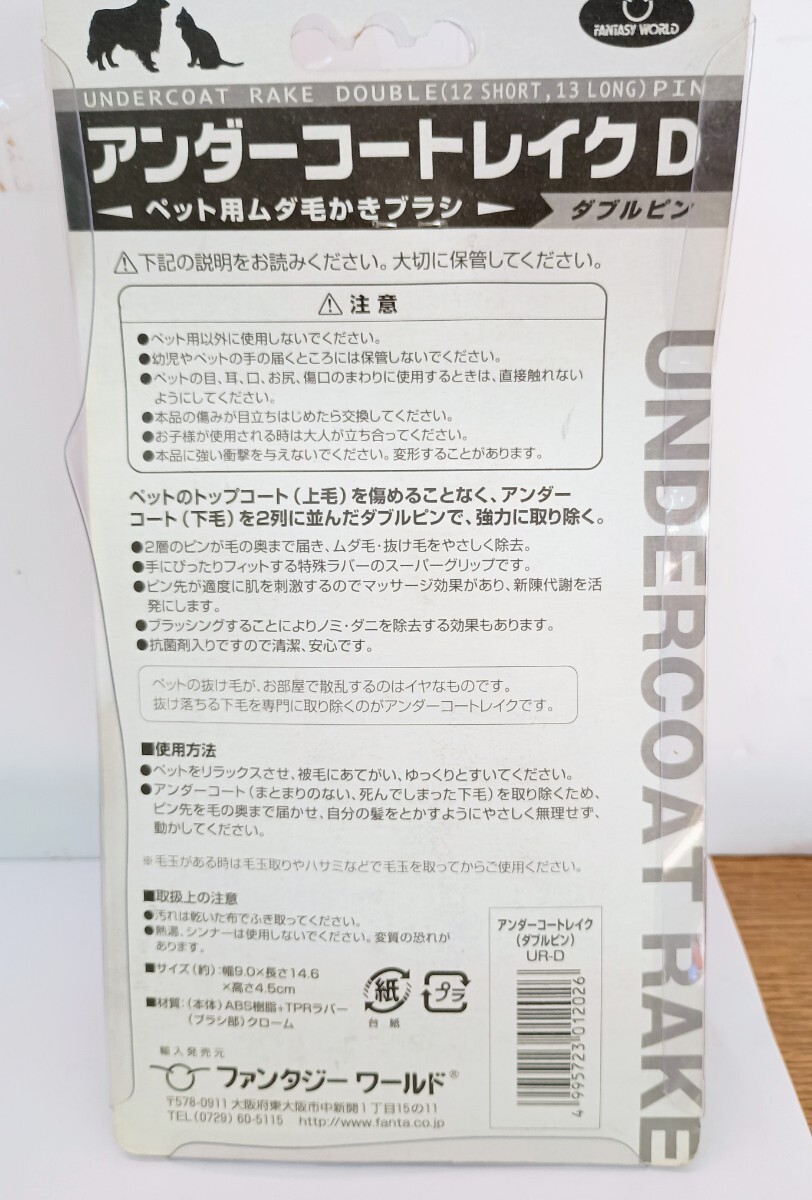 FANTASY WORLD
UNDERCOAT RAKE DOUBLE(12 SHORT,13 LONG)PIN
アンダーコートレイク D
ペット用ムダ毛かきブラシ
ダブルピン
⚠下記の説明をお読みください。大切に保管してください。
⚠ 注意
●ペット用以外に使用しないでください。
●幼児やペットの手の届くところには保管しないでください。
●ペットの目、耳、口、お尻、傷口のまわりに使用するときは、直接触れない
ようにしてください。
●本品の傷みが目立ちはじめたら交換してください。
●お子様が使用される時は大人が立ち合ってください。
●本品に強い衝撃を与えないでください。変形することがあります。
ペットのトップコート(上毛)を傷めることなく、アンダー
コート(下毛)を2列に並んだダブルピンで、強力に取り除く。
●2層のピンが毛の奥まで届き、ムダ毛・抜け毛をやさしく除去。
●手にぴったりフィットする特殊ラバーのスーパーグリップです。
●ピン先が適度に肌を刺激するのでマッサージ効果があり、新陳代謝を活
発にします。
●ブラッシングすることによりノミ・ダニを除去する効果もあります。
●抗菌剤入りですので清潔、安心です。
ペットの抜け毛が、お部屋で散乱するのはイヤなものです。
抜け落ちる下毛を専門に取り除くのがアンダーコートレイクです。
■使用方法
●ペットをリラックスさせ、被毛にあてがい、ゆっくりとすいてください。
●アンダーコート(まとまりのない、死んでしまった下毛)を取り除くため、
ピン先を毛の奥まで届かせ、自分の髪をとかすようにやさしく無理せず、
動かしてください。
※毛玉がある時は毛玉取りやハサミなどで毛玉を取ってからご使用ください。
■取扱上の注意
●汚れは乾いた布でふき取ってください。
●熱湯、シンナーは使用しないでください。変質の恐れが
あります。
■サイズ(約):幅9.0×長さ14.6
×高さ4.5cm
■材質:(本体)ABS樹脂+TPRラバー
(ブラシ部)クローム
紙
台紙
プラ
アンダーコートレイク
(ダブルピン)
UR-D
4 995723 012026
輸入発売元
ファンタジー ワールド®
〒578-0911 大阪府東大阪市中新開1丁目15の11
TEL(0729)60-5115 http://www.fanta.co.jp
UNDERCOAT RAKE